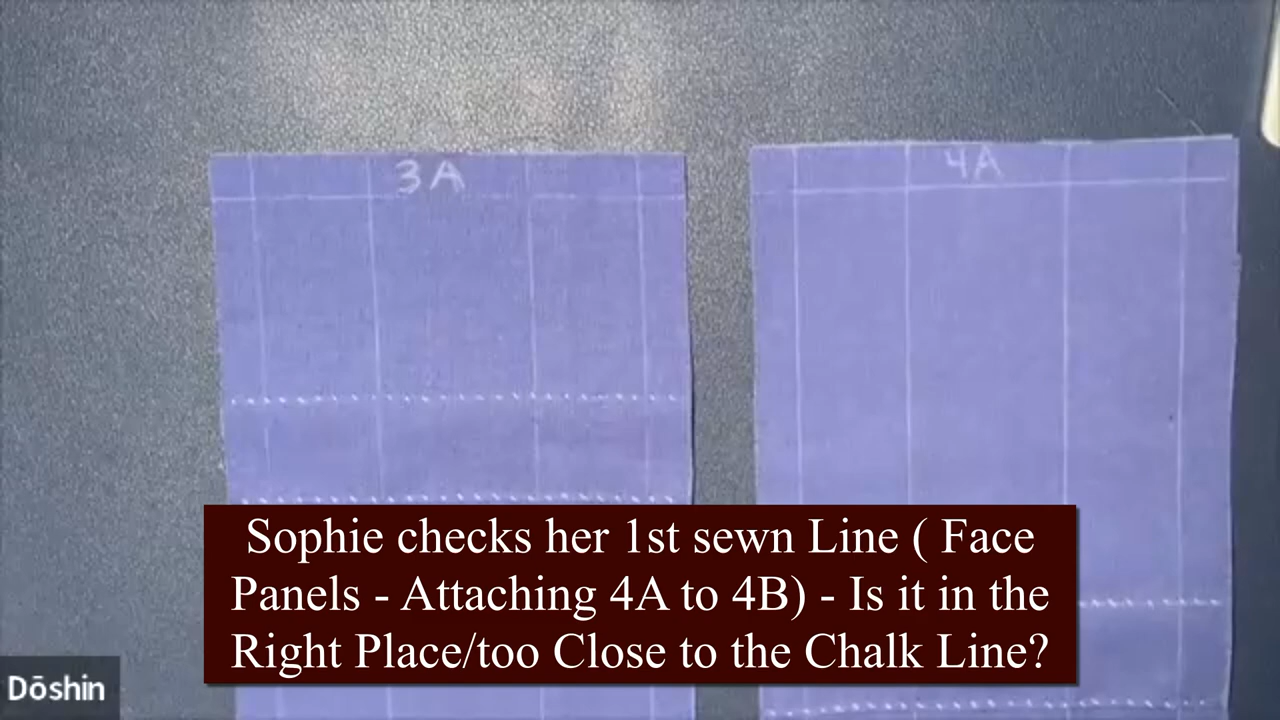 3A
4A
Sophie checks her 1st sewn Line ( Face
Panels - Attaching 4A to 4B) - Is it in the
Right Place/too Close to the Chalk Line?
Dōshin